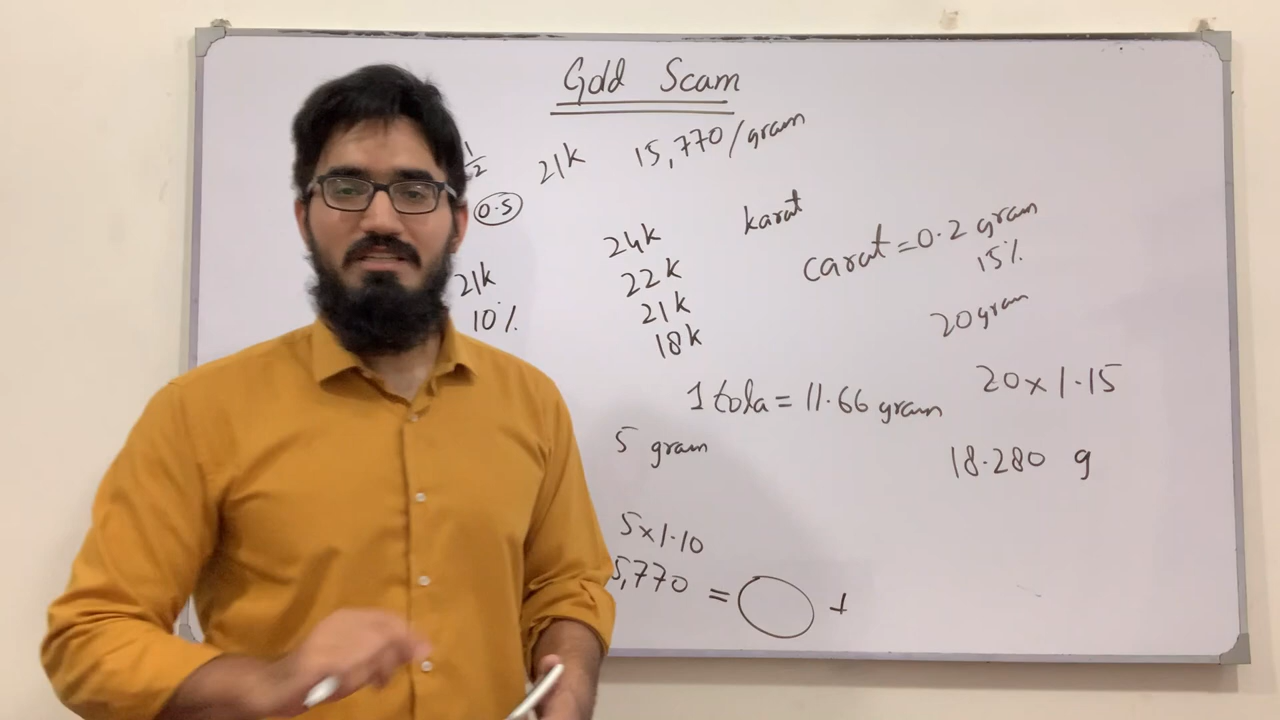 Gold Scam
21k 15,770/gram
0.5
karat
24k
22k
21k
18k
carat = 0.2 gram
15%
21k
10%
20 gram
1 tola = 11.66 gram
20 x 1.15
5 gram
18.280 g
5 x 1.10
5,770 = +